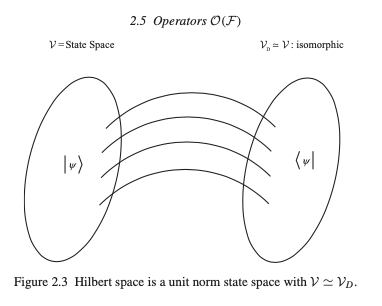 2.5 Operators 𝒪(ℱ)
𝒱=State Space
𝒱_D ≃ 𝒱 : isomorphic
|ψ⟩
⟨ψ|
Figure 2.3 Hilbert space is a unit norm state space with 𝒱 ≃ 𝒱_D.